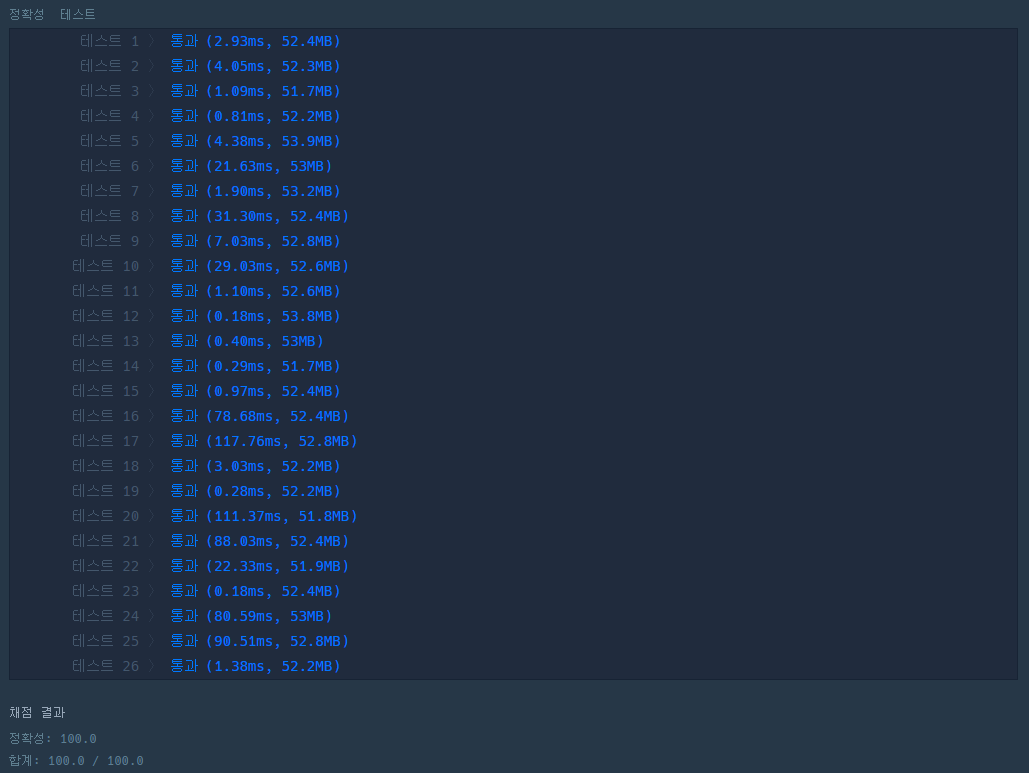 정확성  테스트
테스트 1 〉 통과 (2.93ms, 52.4MB)
테스트 2 〉 통과 (4.05ms, 52.3MB)
테스트 3 〉 통과 (1.09ms, 51.7MB)
테스트 4 〉 통과 (0.81ms, 52.2MB)
테스트 5 〉 통과 (4.38ms, 53.9MB)
테스트 6 〉 통과 (21.63ms, 53MB)
테스트 7 〉 통과 (1.90ms, 53.2MB)
테스트 8 〉 통과 (31.30ms, 52.4MB)
테스트 9 〉 통과 (7.03ms, 52.8MB)
테스트 10 〉 통과 (29.03ms, 52.6MB)
테스트 11 〉 통과 (1.10ms, 52.6MB)
테스트 12 〉 통과 (0.18ms, 53.8MB)
테스트 13 〉 통과 (0.40ms, 53MB)
테스트 14 〉 통과 (0.29ms, 51.7MB)
테스트 15 〉 통과 (0.97ms, 52.4MB)
테스트 16 〉 통과 (78.68ms, 52.4MB)
테스트 17 〉 통과 (117.76ms, 52.8MB)
테스트 18 〉 통과 (3.03ms, 52.2MB)
테스트 19 〉 통과 (0.28ms, 52.2MB)
테스트 20 〉 통과 (111.37ms, 51.8MB)
테스트 21 〉 통과 (88.03ms, 52.4MB)
테스트 22 〉 통과 (22.33ms, 51.9MB)
테스트 23 〉 통과 (0.18ms, 52.4MB)
테스트 24 〉 통과 (80.59ms, 53MB)
테스트 25 〉 통과 (90.51ms, 52.8MB)
테스트 26 〉 통과 (1.38ms, 52.2MB)
채점 결과
정확성: 100.0
합계: 100.0 / 100.0